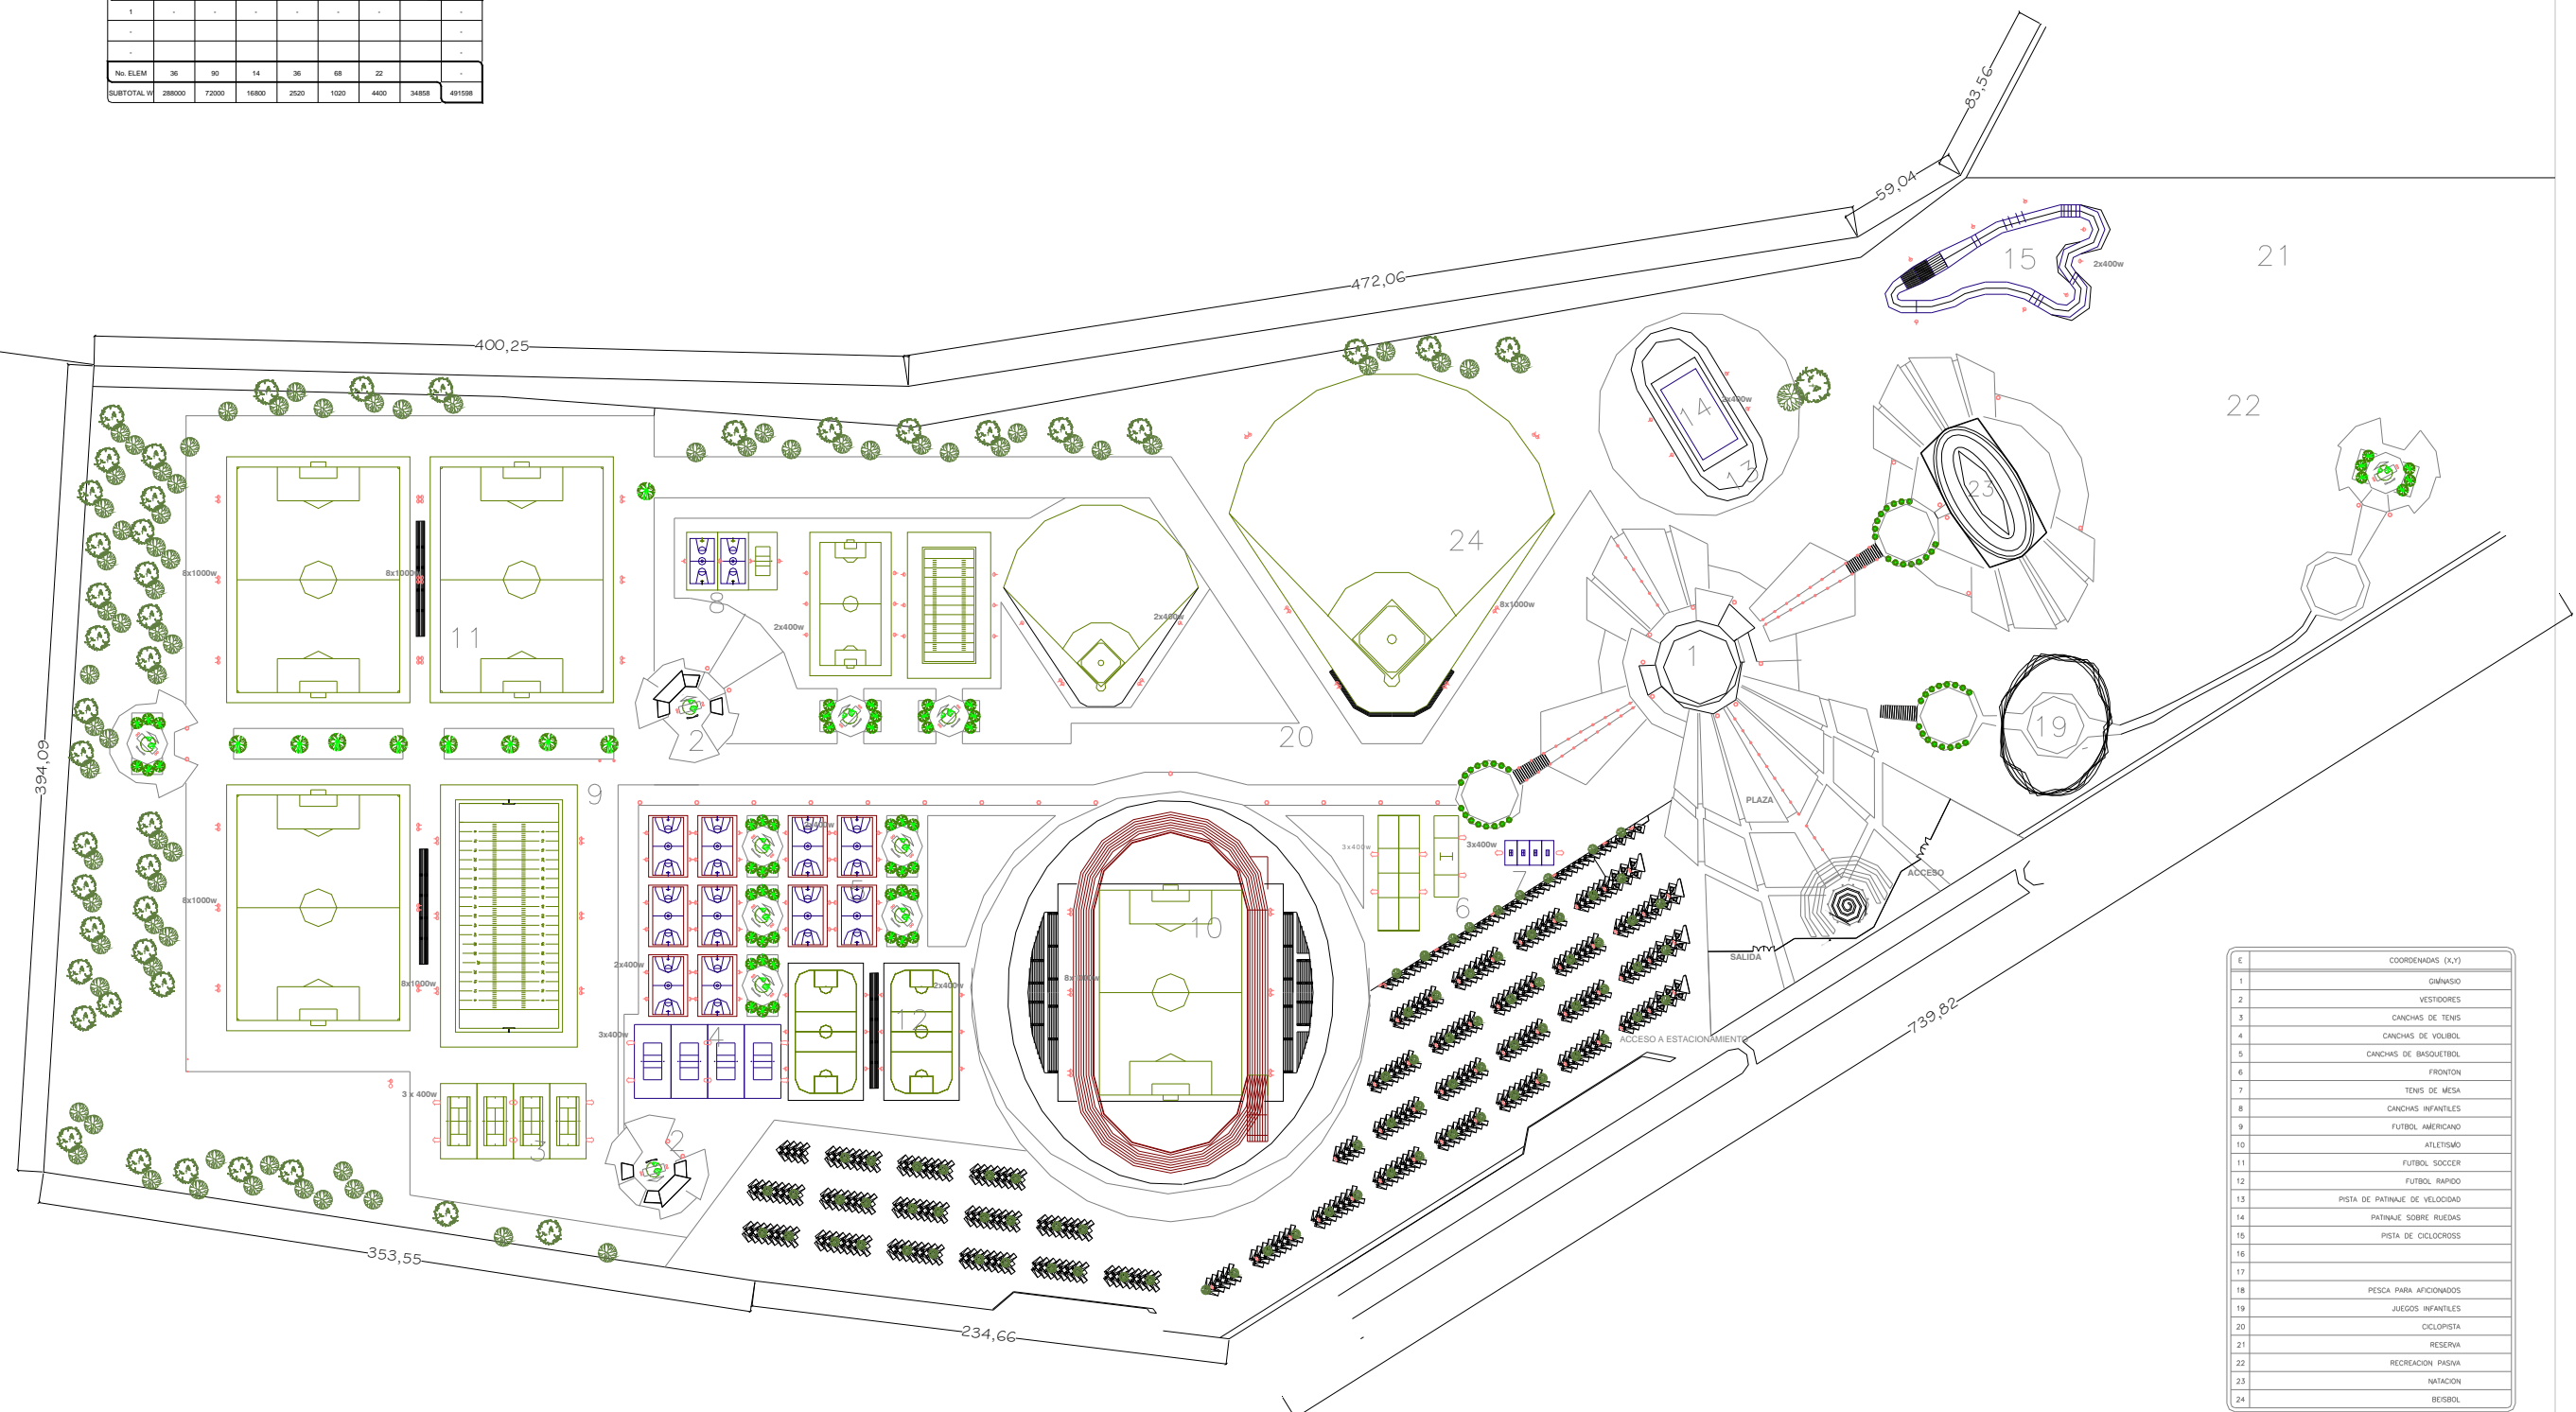 1 - - - - - - -
- -
- -
No. ELEM 36 90 14 36 68 22 -
SUBTOTAL W 288000 72000 16800 2520 1020 4400 34858 491598
83,56
59,04
472,06
400,25
394,09
353,55
234,66
739,82
15
2x400w
21
22
14
2x400w
13
23
24
8x1000w
8x1000w
8x1000w
11
8
2x400w
2x400w
1
2
20
19
9
PLAZA
2x400w
3x400w
3x400w
5
7
6
ACCESO
8x1000w
10
SALIDA
2x400w
8x1000w
8x1000w
2x400w
12
3x400w
4
ACCESO A ESTACIONAMIENTO
3 x 400w
3
2
E COORDENADAS (X,Y)
1 GIMNASIO
2 VESTIDORES
3 CANCHAS DE TENIS
4 CANCHAS DE VOLIBOL
5 CANCHAS DE BASQUETBOL
6 FRONTON
7 TENIS DE MESA
8 CANCHAS INFANTILES
9 FUTBOL AMERICANO
10 ATLETISMO
11 FUTBOL SOCCER
12 FUTBOL RAPIDO
13 PISTA DE PATINAJE DE VELOCIDAD
14 PATINAJE SOBRE RUEDAS
15 PISTA DE CICLOCROSS
16
17
18 PESCA PARA AFICIONADOS
19 JUEGOS INFANTILES
20 CICLOPISTA
21 RESERVA
22 RECREACION PASIVA
23 NATACION
24 BEISBOL